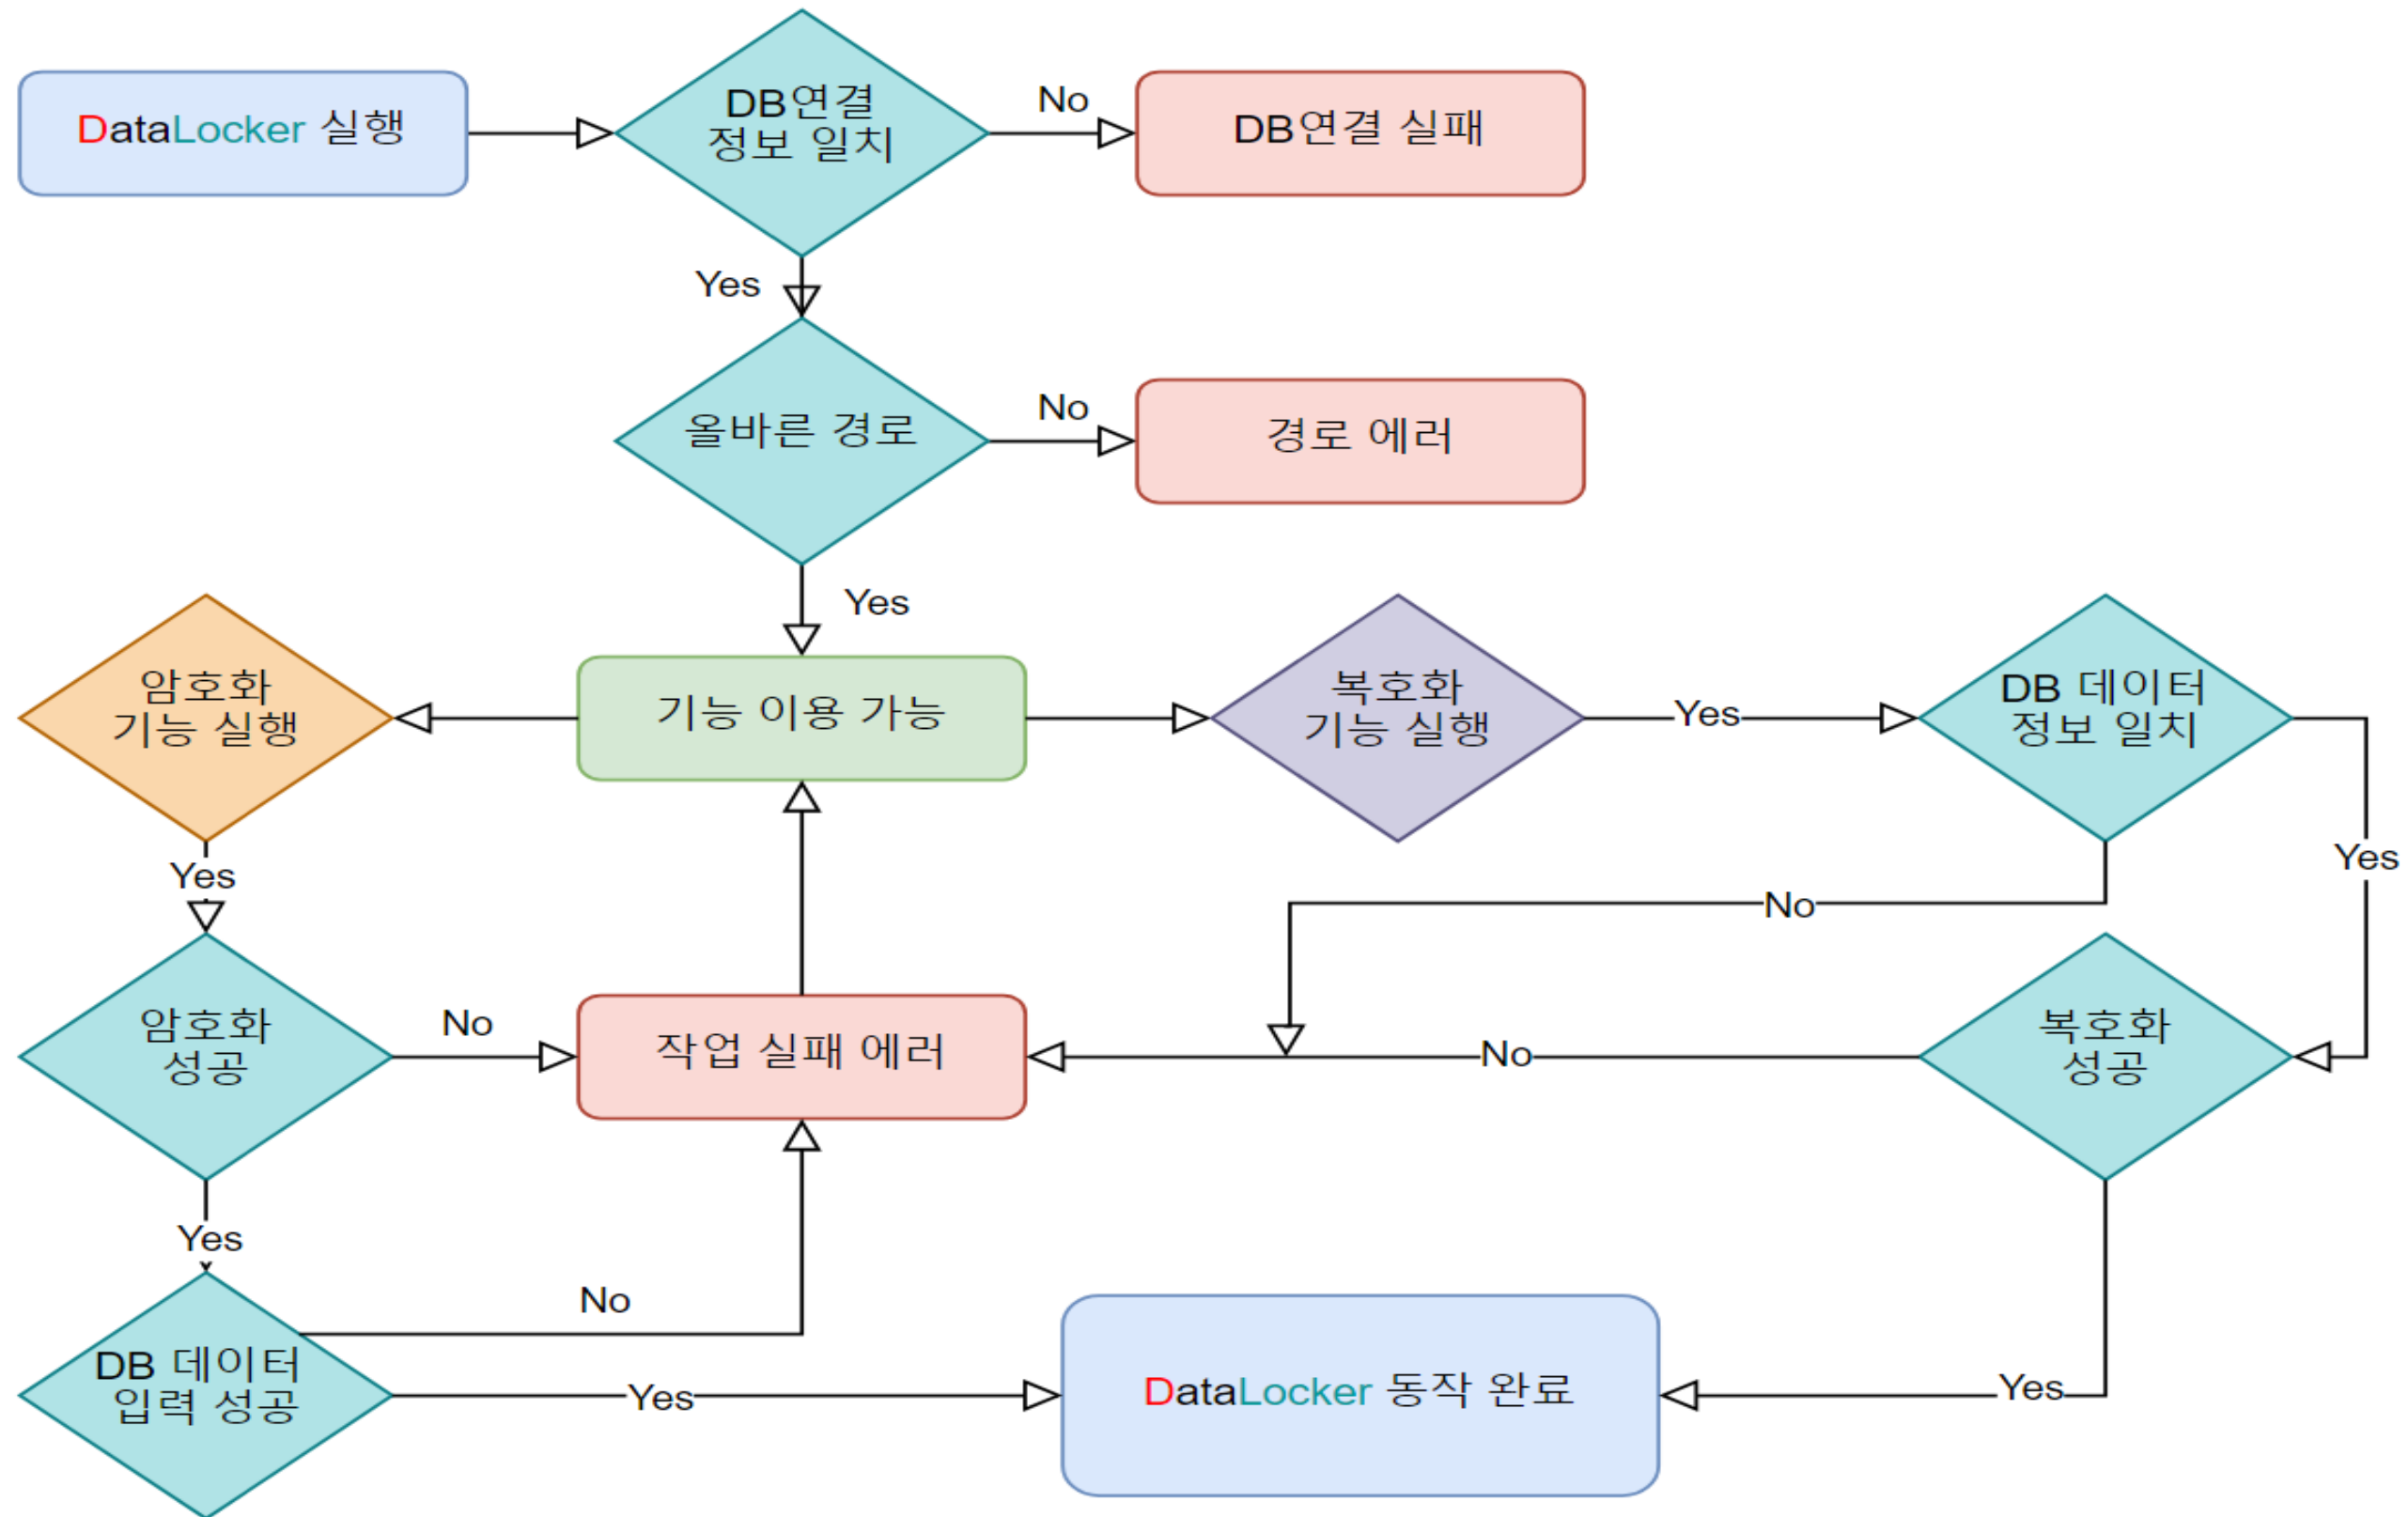 DataLocker 실행
DB연결
정보 일치
No
DB연결 실패
Yes
올바른 경로
No
경로 에러
Yes
암호화
기능 실행
기능 이용 가능
복호화
기능 실행
Yes
DB 데이터
정보 일치
Yes
Yes
No
암호화
성공
No
작업 실패 에러
No
복호화
성공
Yes
No
DB 데이터
입력 성공
Yes
DataLocker 동작 완료
Yes